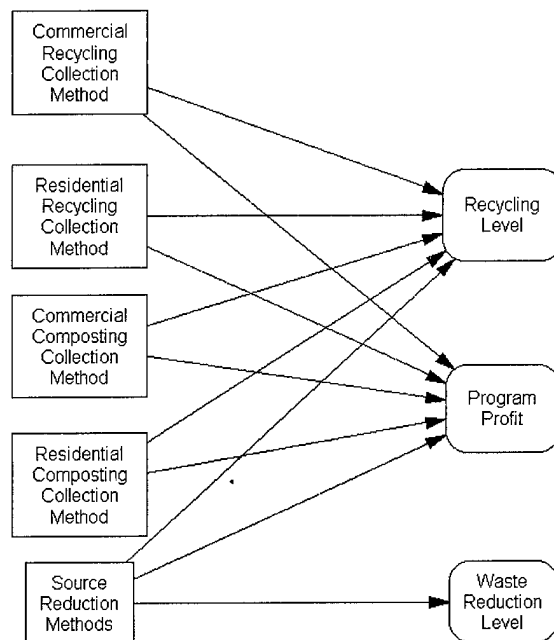 Commercial
Recycling
Collection
Method
Residential
Recycling
Collection
Method
Commercial
Composting
Collection
Method
Residential
Composting
Collection
Method
Source
Reduction
Methods
Recycling
Level
Program
Profit
Waste
Reduction
Level